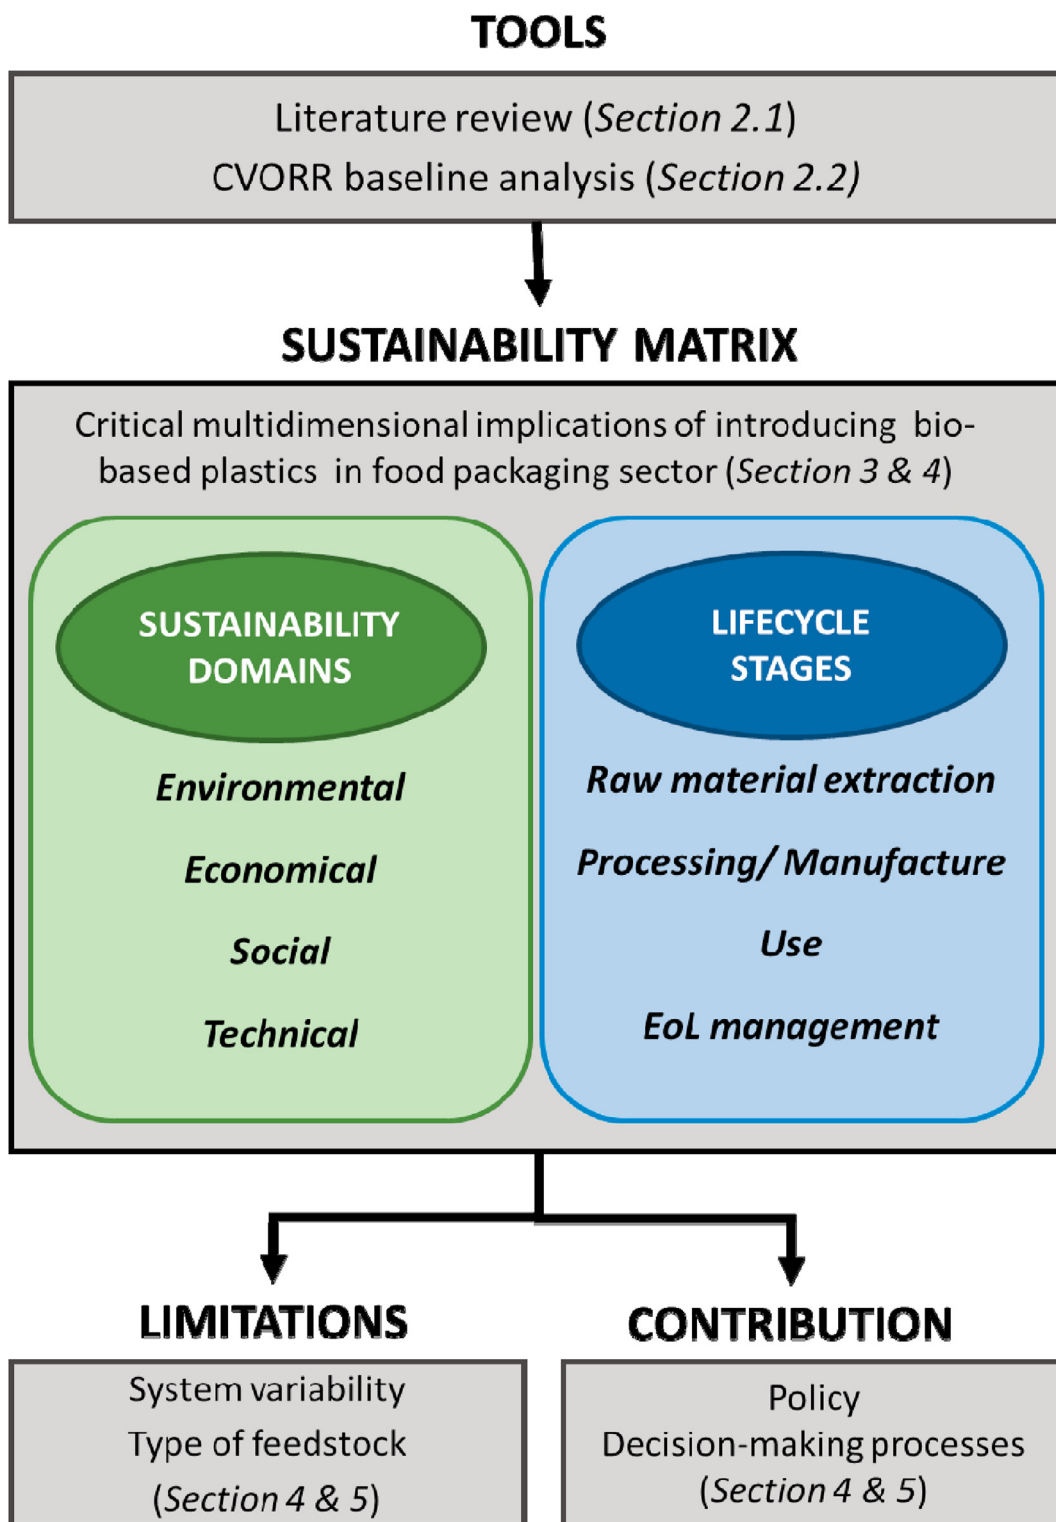 TOOLS
Literature review (Section 2.1)
CVORR baseline analysis (Section 2.2)
SUSTAINABILITY MATRIX
Critical multidimensional implications of introducing bio-
based plastics in food packaging sector (Section 3 & 4)
SUSTAINABILITY
DOMAINS
Environmental
Economical
Social
Technical
LIFECYCLE
STAGES
Raw material extraction
Processing/ Manufacture
Use
EoL management
LIMITATIONS
System variability
Type of feedstock
(Section 4 & 5)
CONTRIBUTION
Policy
Decision-making processes
(Section 4 & 5)